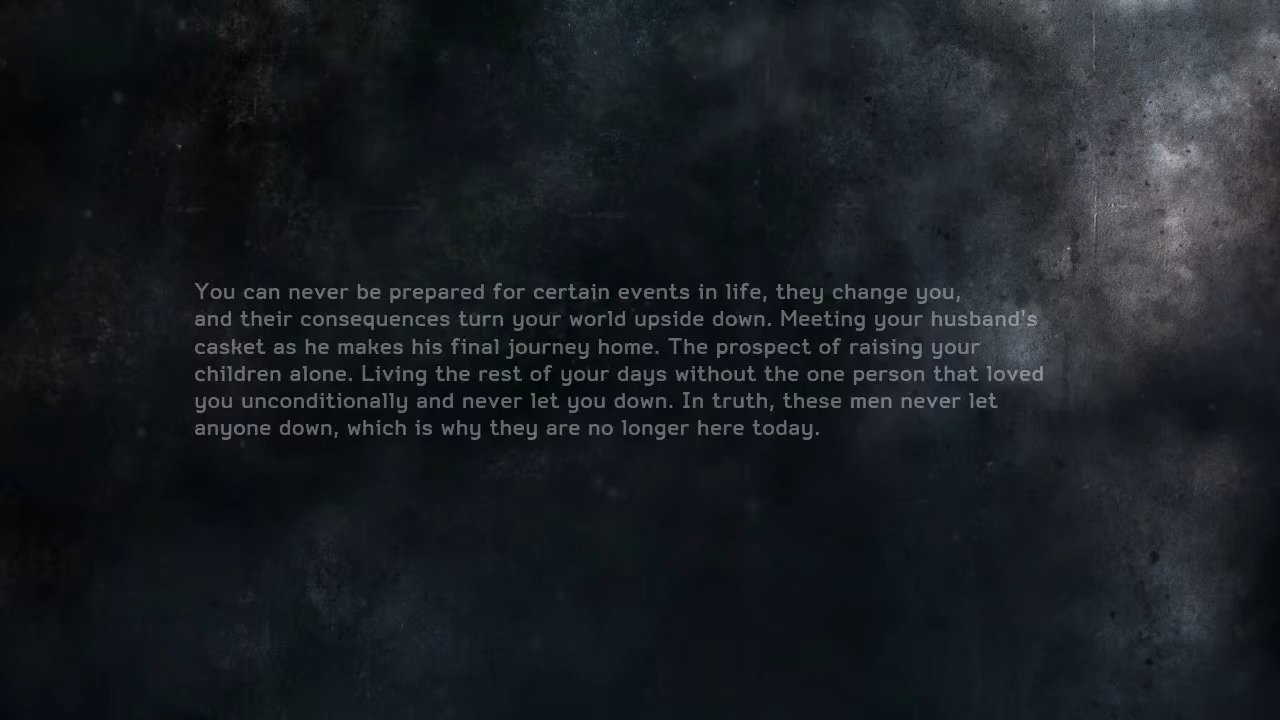 You can never be prepared for certain events in life, they change you,
and their consequences turn your world upside down. Meeting your husband's
casket as he makes his final journey home. The prospect of raising your
children alone. Living the rest of your days without the one person that loved
you unconditionally and never let you down. In truth, these men never let
anyone down, which is why they are no longer here today.